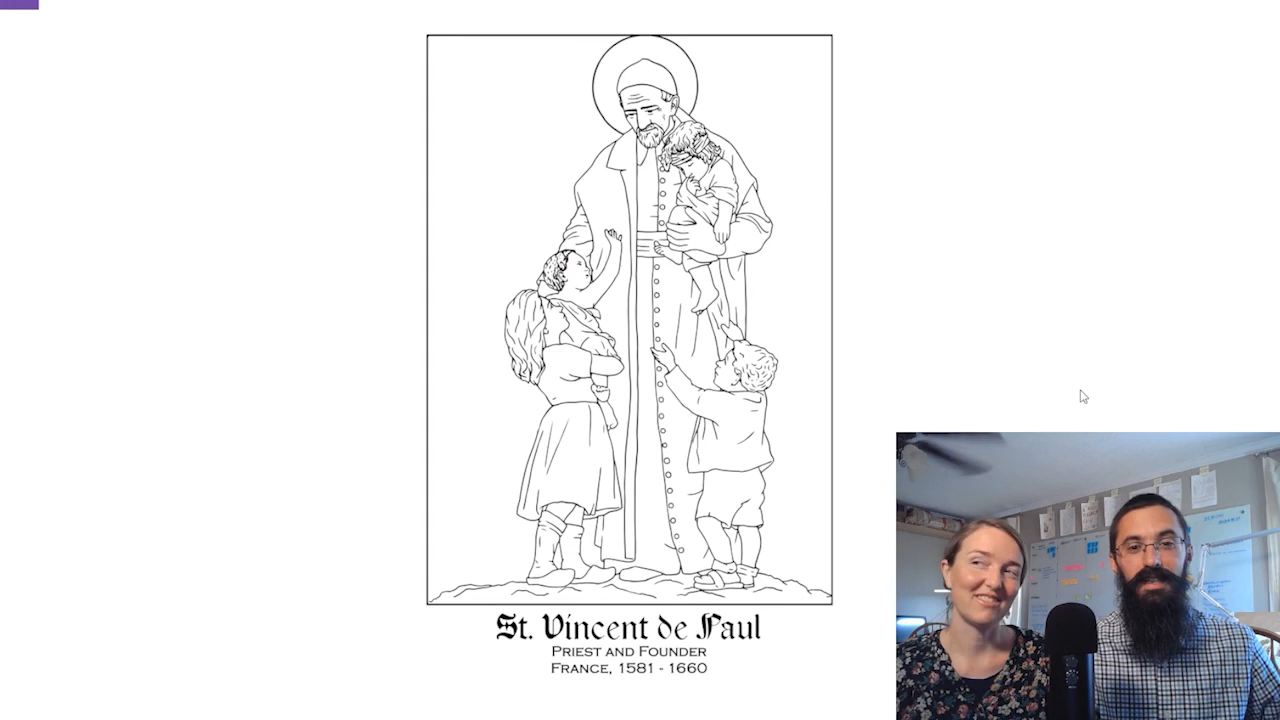 St. Vincent de Paul
Priest and Founder
France, 1581 - 1660